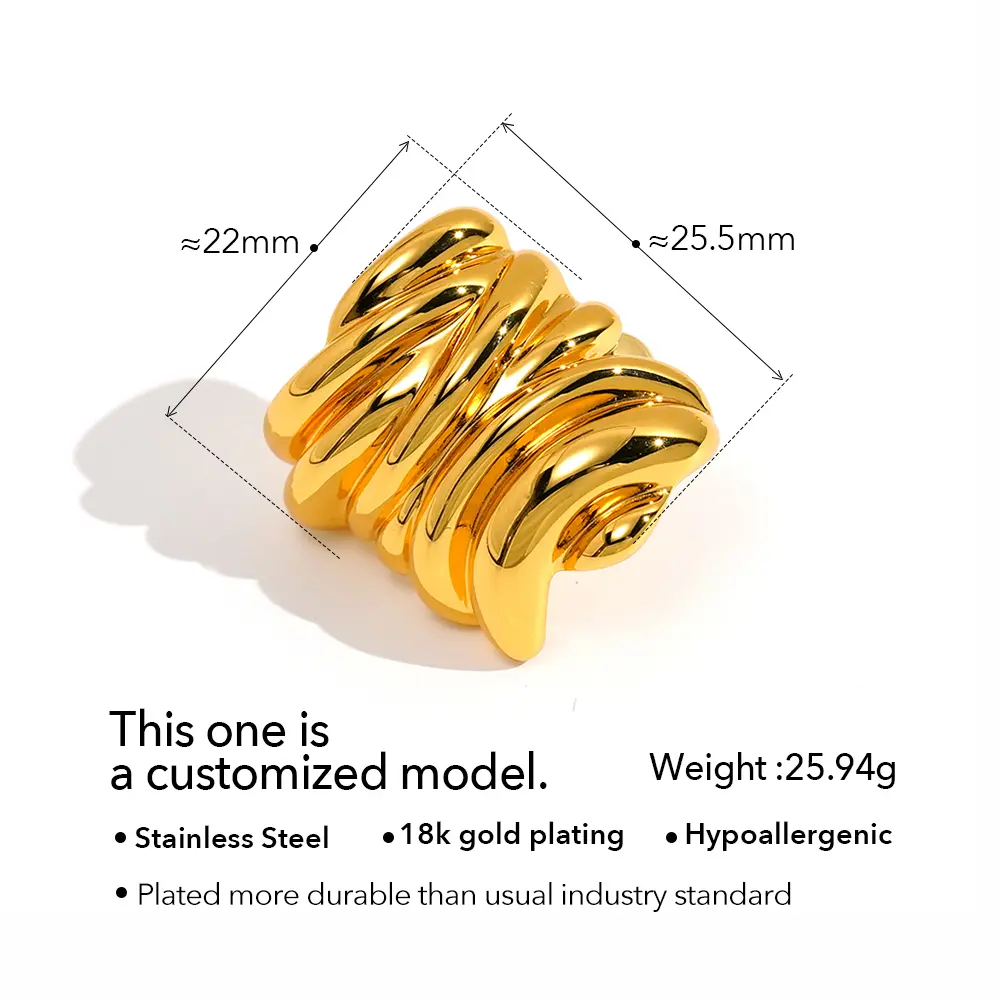 ≈22mm
≈25.5mm
This one is
a customized model.
Weight :25.94g
• Stainless Steel
• 18k gold plating
• Hypoallergenic
• Plated more durable than usual industry standard